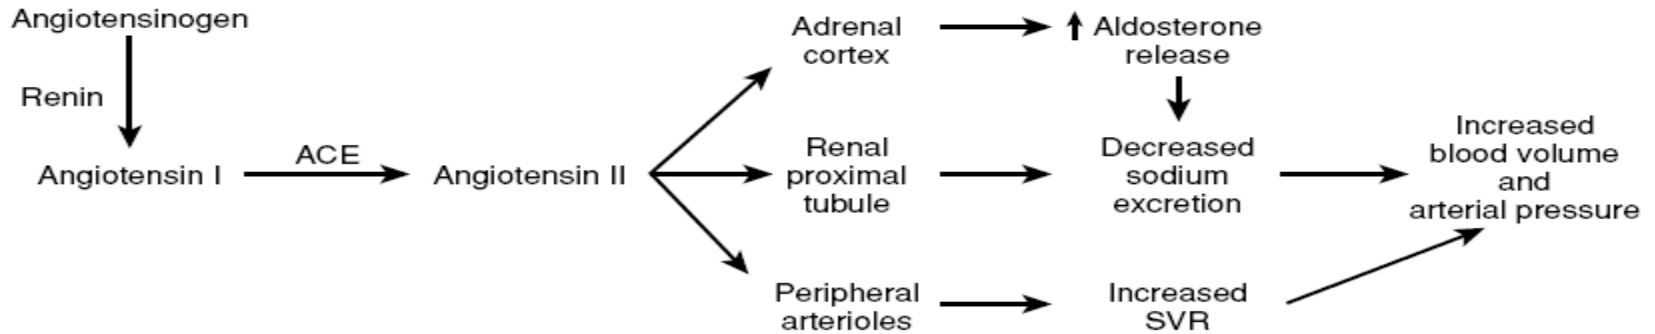 Angiotensinogen
Renin
Angiotensin I
ACE
Angiotensin II
Adrenal
cortex
Aldosterone
release
Renal
proximal
tubule
Decreased
sodium
excretion
Peripheral
arterioles
Increased
SVR
Increased
blood volume
and
arterial pressure